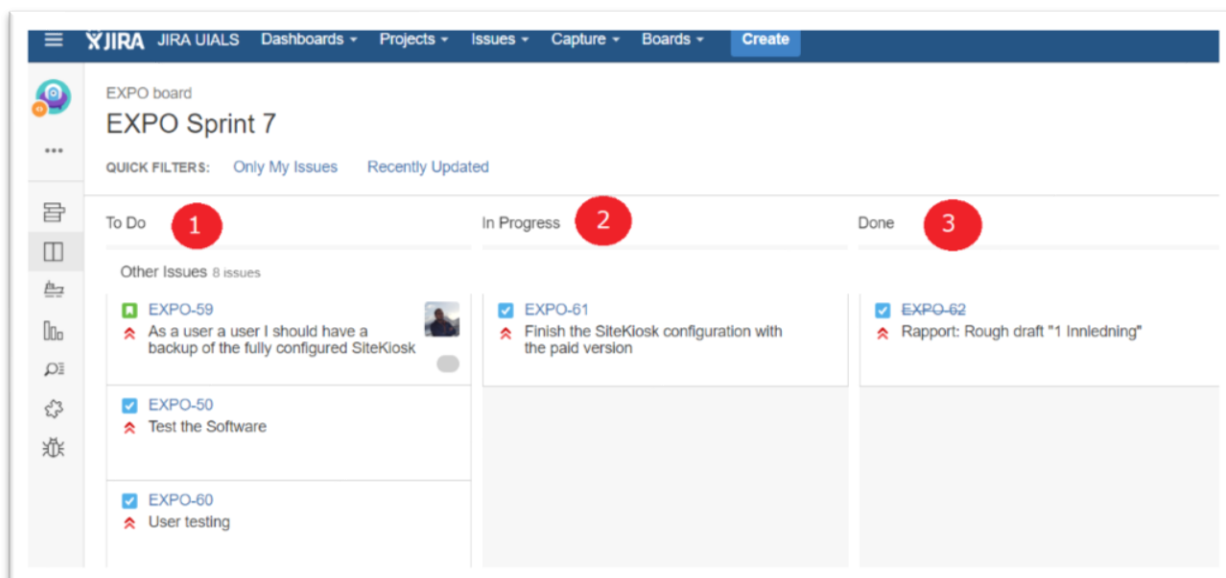 JIRA JIRA UIALS Dashboards Projects Issues Capture Boards Create
EXPO board
EXPO Sprint 7
QUICK FILTERS: Only My Issues Recently Updated
To Do 1 In Progress 2 Done 3
Other Issues 8 issues
EXPO-59
As a user a user I should have a
backup of the fully configured SiteKiosk
EXPO-50
Test the Software
EXPO-60
User testing
EXPO-61
Finish the SiteKiosk configuration with
the paid version
EXPO-62
Rapport: Rough draft "1 Innledning"